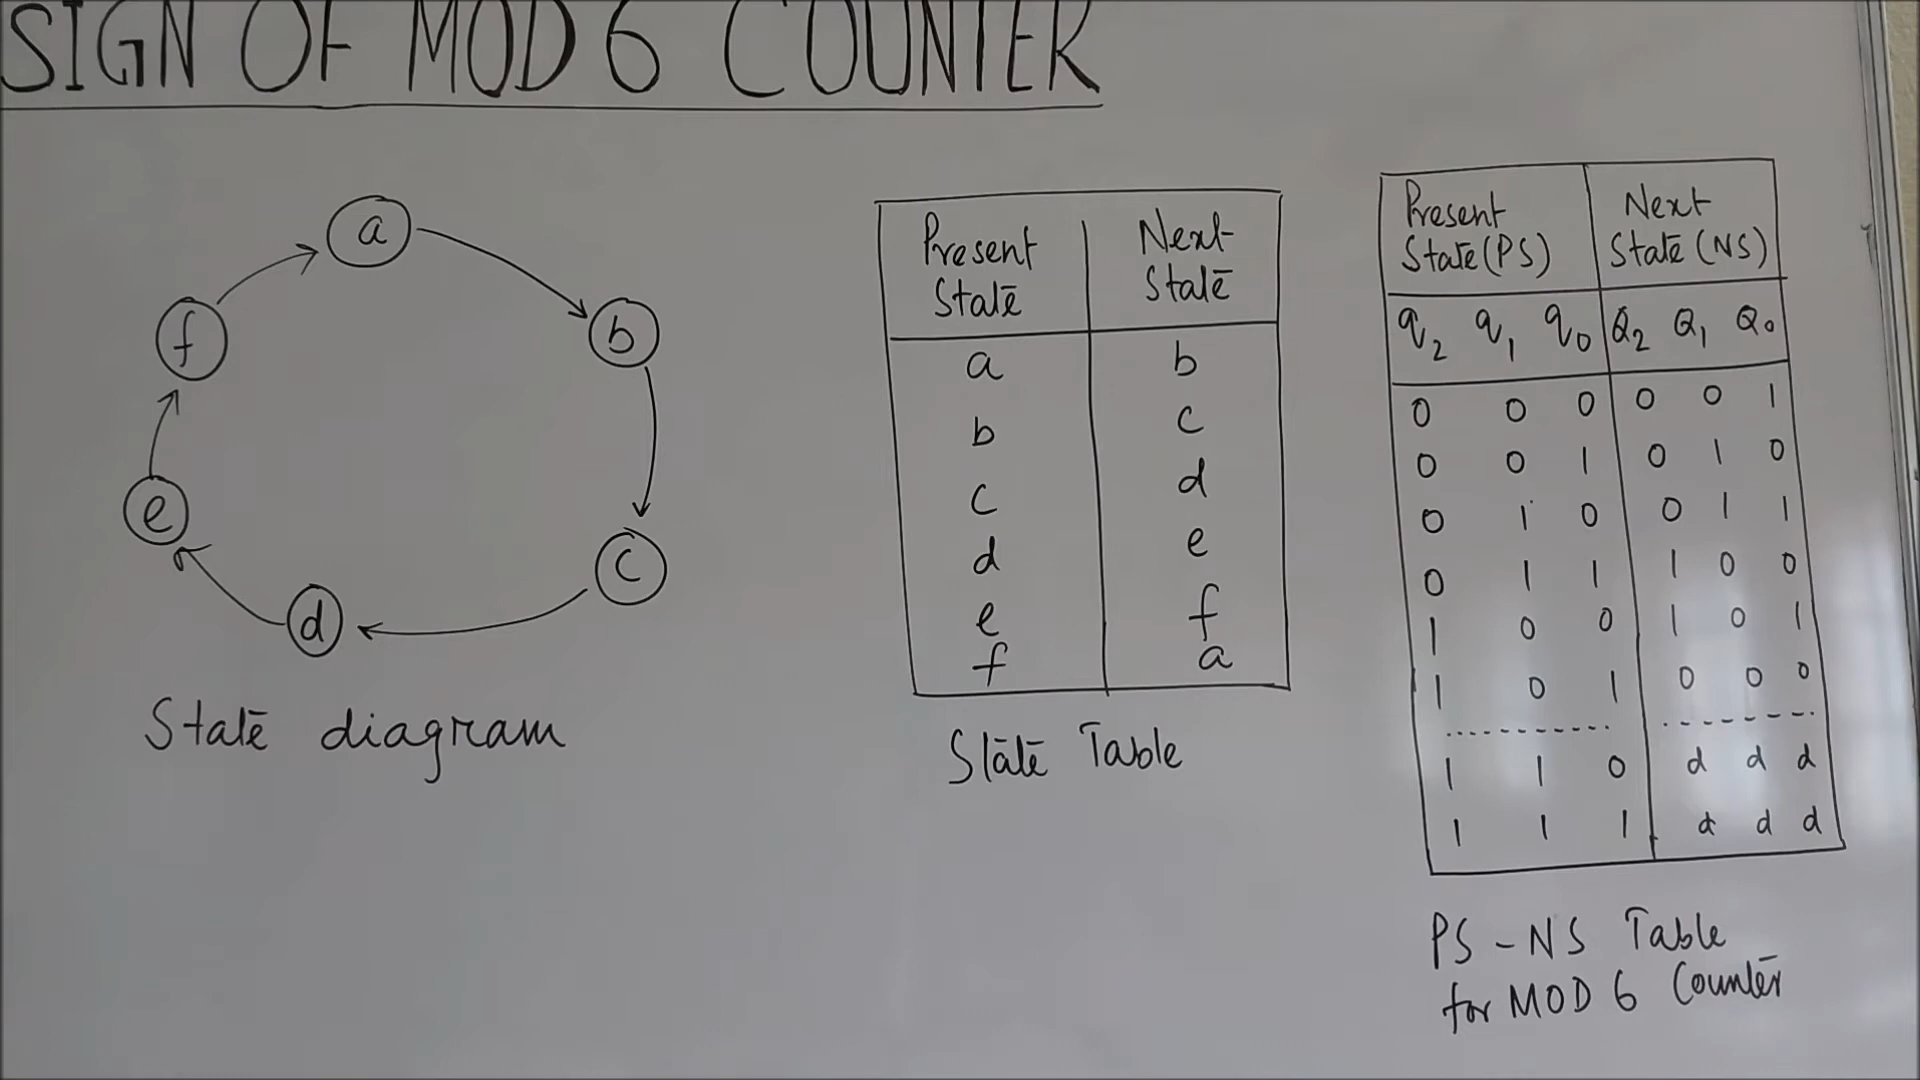 SIGN OF MOD 6 COUNTER
a
b
c
d
e
f
State diagram
Present State | Next State
a b
b c
c d
d e
e f
f a
State Table
Present State (PS) | Next State (NS)
q2 q1 q0 Q2 Q1 Q0
0 0 0 0 0 1
0 0 1 0 1 0
0 1 0 0 1 1
0 1 1 1 0 0
1 0 0 1 0 1
1 0 1 0 0 0
1 1 0 d d d
1 1 1 d d d
PS - NS Table
for MOD 6 Counter